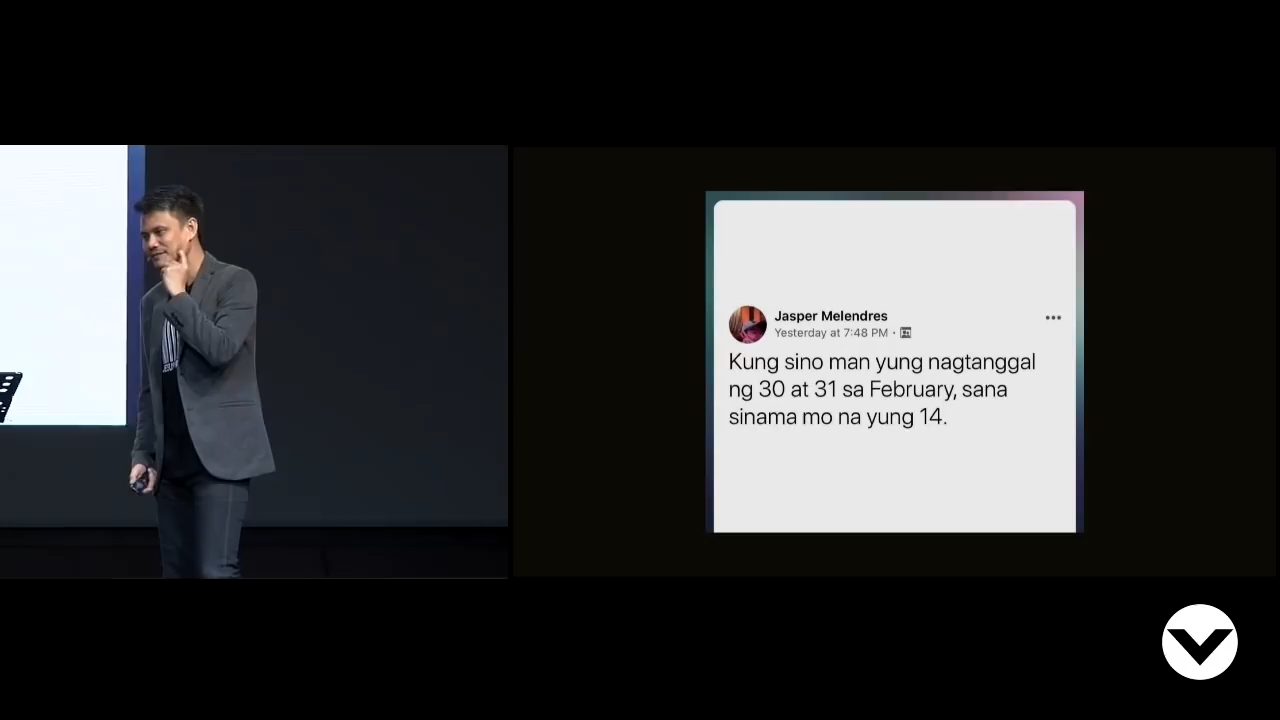 Jasper Melendres
Yesterday at 7:48 PM ·
Kung sino man yung nagtanggal
ng 30 at 31 sa February, sana
sinama mo na yung 14.